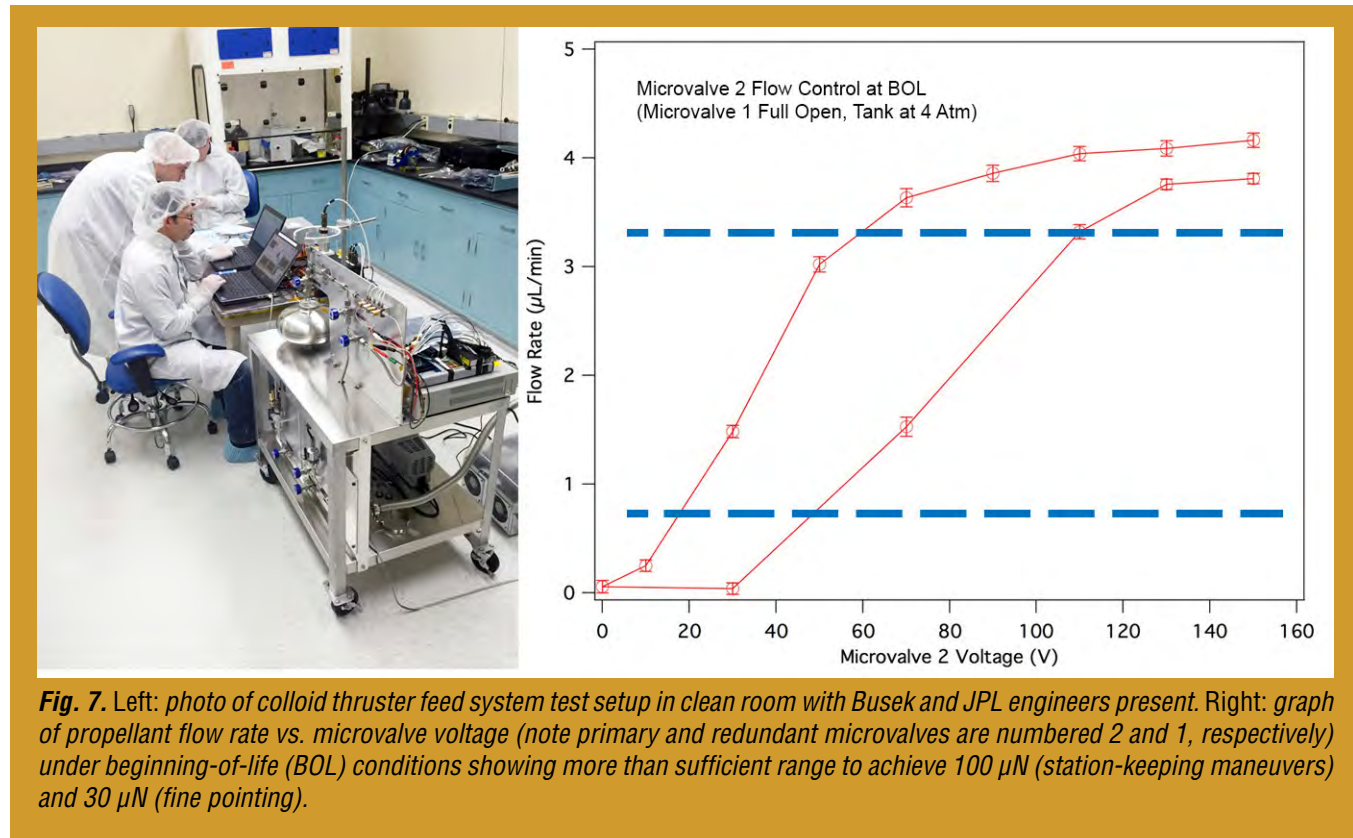 Microvalve 2 Flow Control at BOL
(Microvalve 1 Full Open, Tank at 4 Atm)
5
4
3
2
1
0
Flow Rate (µL/min)
0 20 40 60 80 100 120 140 160
Microvalve 2 Voltage (V)
Fig. 7. Left: photo of colloid thruster feed system test setup in clean room with Busek and JPL engineers present. Right: graph
of propellant flow rate vs. microvalve voltage (note primary and redundant microvalves are numbered 2 and 1, respectively)
under beginning-of-life (BOL) conditions showing more than sufficient range to achieve 100 µN (station-keeping maneuvers)
and 30 µN (fine pointing).